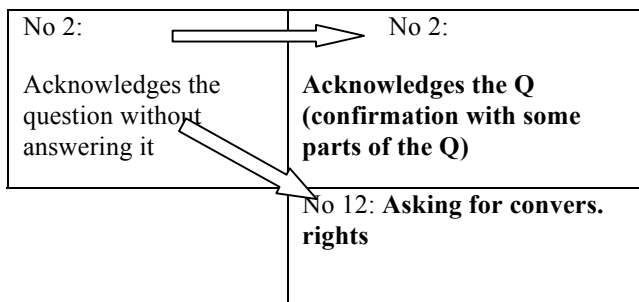 No 2:
Acknowledges the
question without
answering it
No 2:
Acknowledges the Q
(confirmation with some
parts of the Q)
No 12: Asking for convers.
rights